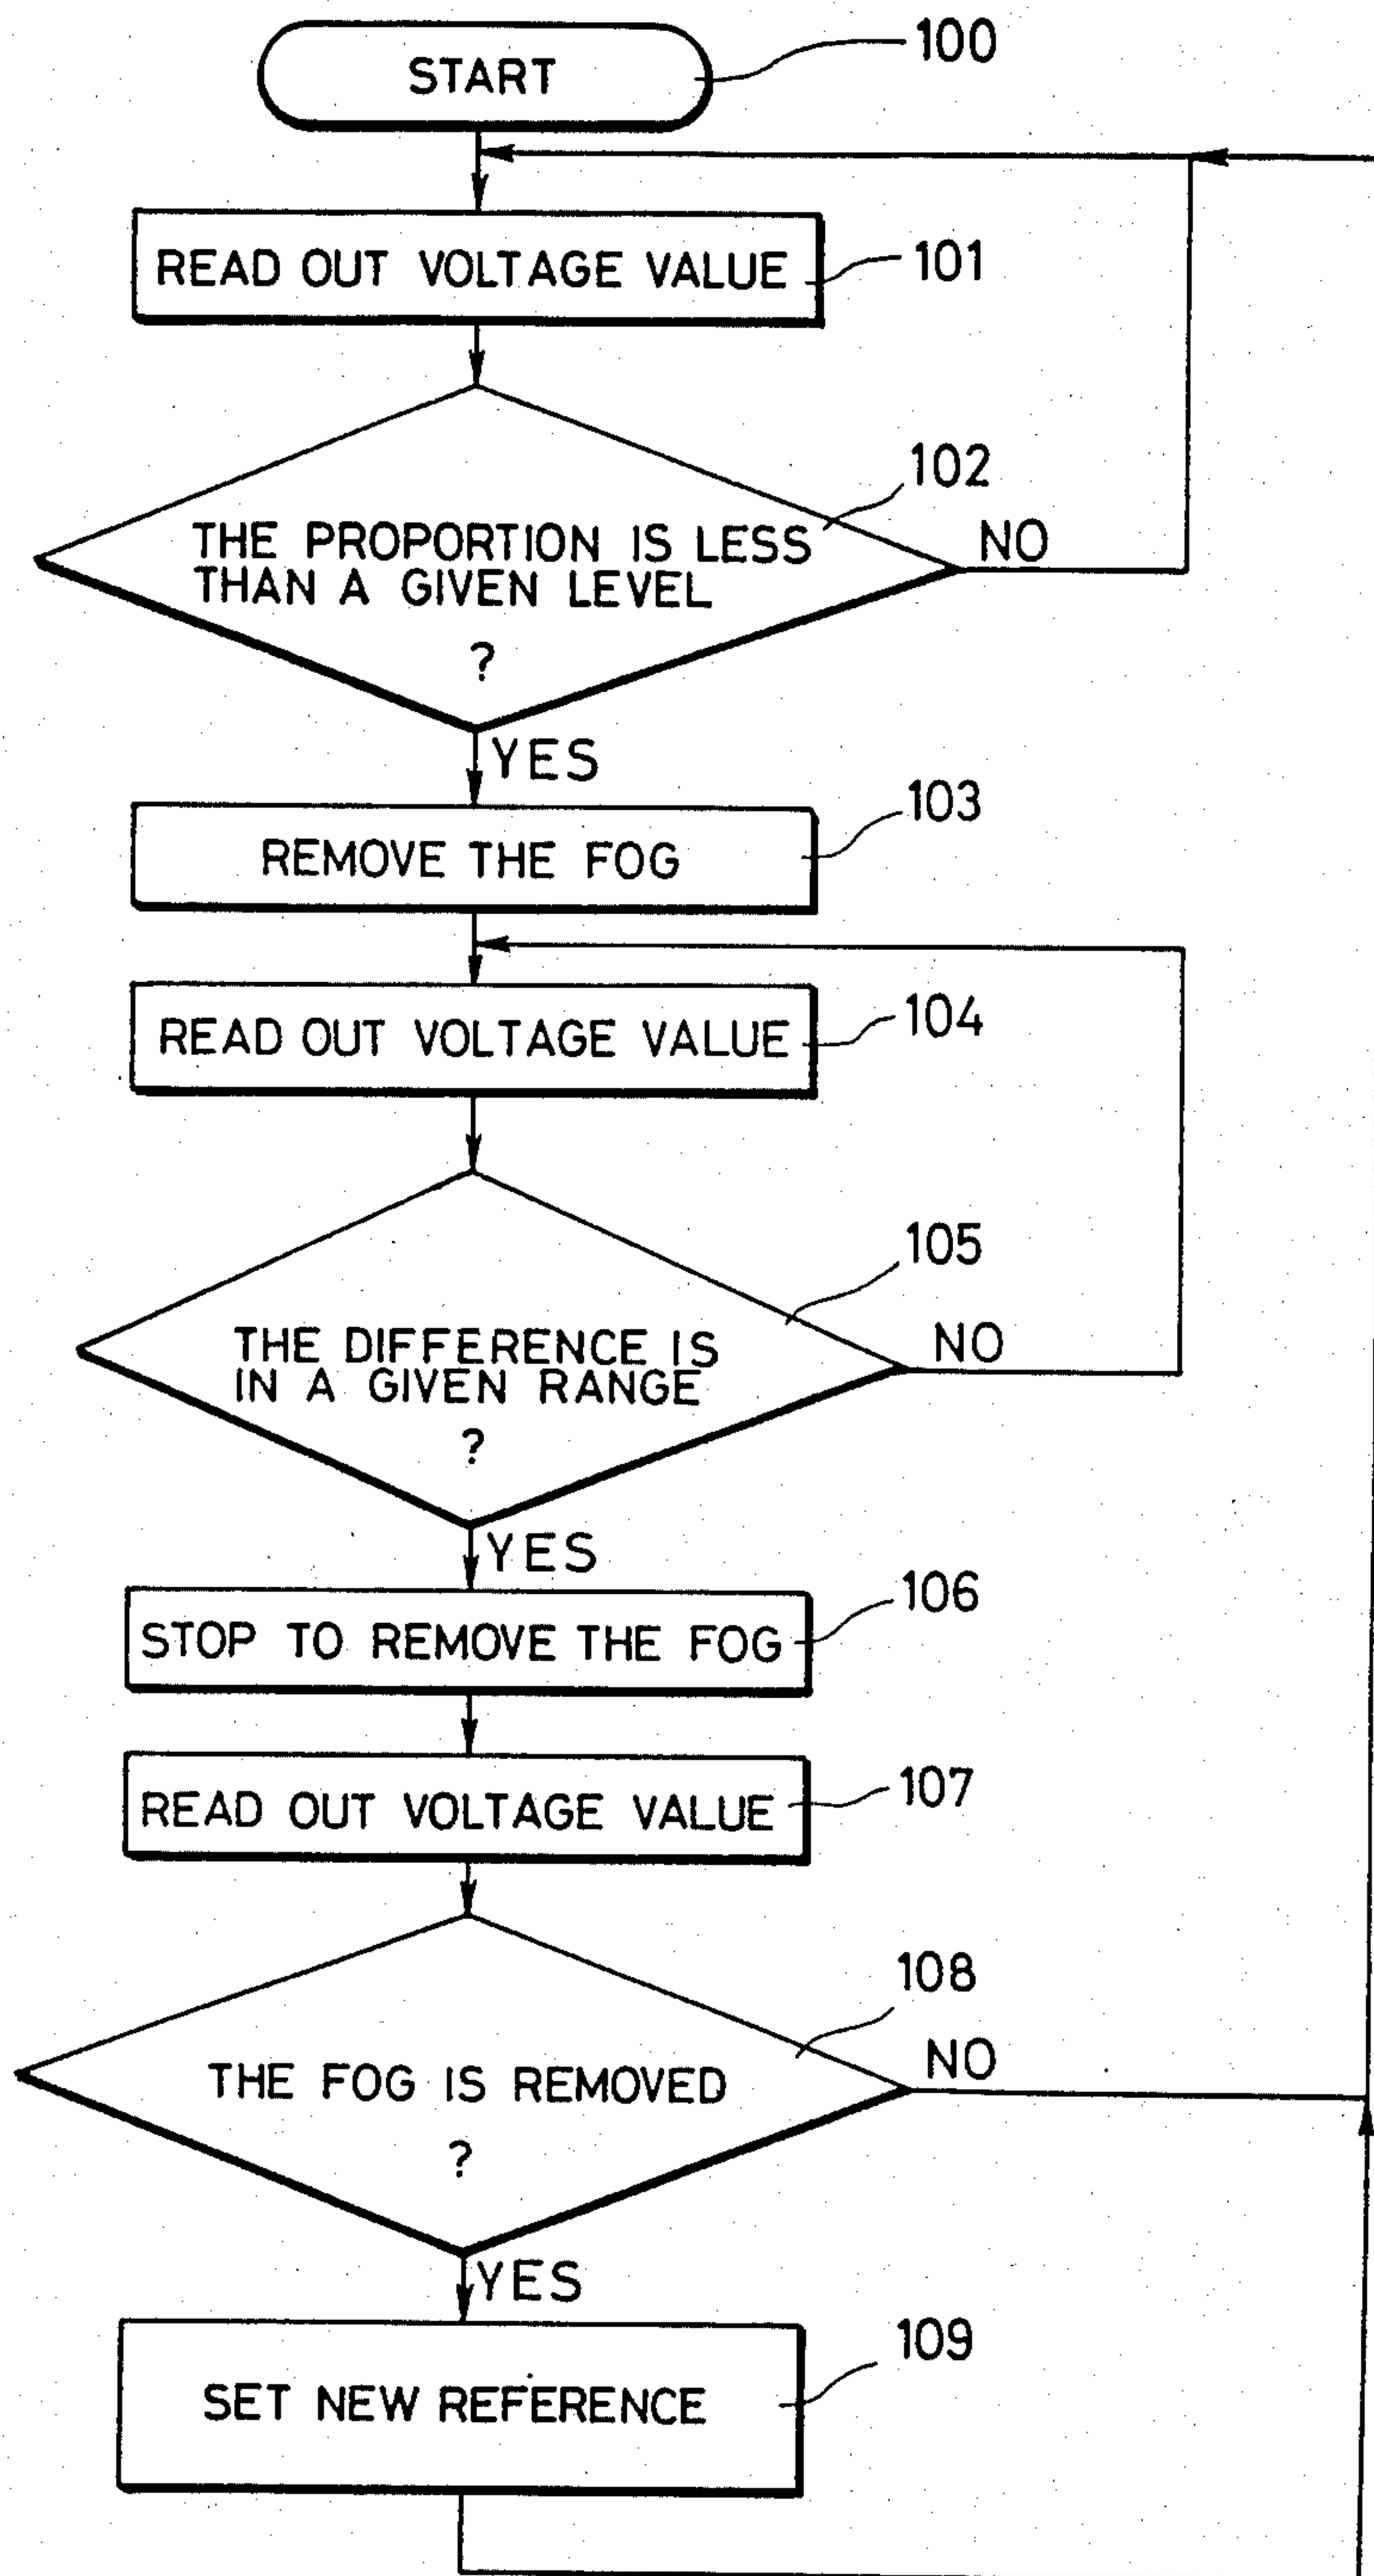 START
100
READ OUT VOLTAGE VALUE
101
102
THE PROPORTION IS LESS
THAN A GIVEN LEVEL
?
NO
YES
103
REMOVE THE FOG
READ OUT VOLTAGE VALUE
104
105
THE DIFFERENCE IS
IN A GIVEN RANGE
?
NO
YES
106
STOP TO REMOVE THE FOG
READ OUT VOLTAGE VALUE
107
108
THE FOG IS REMOVED
?
NO
YES
109
SET NEW REFERENCE